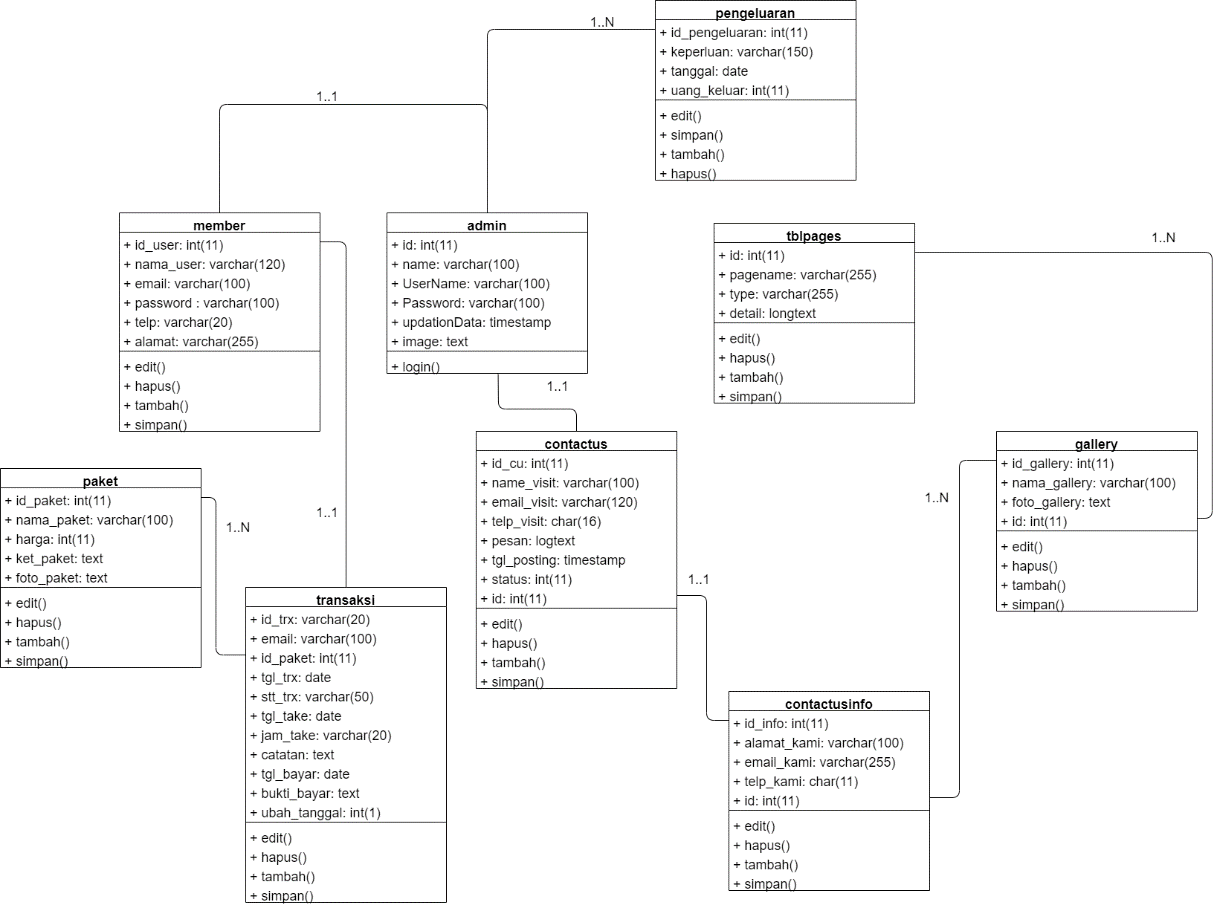 pengeluaran
+ id_pengeluaran: int(11)
+ keperluan: varchar(150)
+ tanggal: date
+ uang_keluar: int(11)
+ edit()
+ simpan()
+ tambah()
+ hapus()
1..N
1..1
member
+ id_user: int(11)
+ nama_user: varchar(120)
+ email: varchar(100)
+ password : varchar(100)
+ telp: varchar(20)
+ alamat: varchar(255)
+ edit()
+ hapus()
+ tambah()
+ simpan()
admin
+ id: int(11)
+ name: varchar(100)
+ UserName: varchar(100)
+ Password: varchar(100)
+ updationData: timestamp
+ image: text
+ login()
tblpages
+ id: int(11)
+ pagename: varchar(255)
+ type: varchar(255)
+ detail: longtext
+ edit()
+ hapus()
+ tambah()
+ simpan()
1..N
1..1
contactus
+ id_cu: int(11)
+ name_visit: varchar(100)
+ email_visit: varchar(120)
+ telp_visit: char(16)
+ pesan: logtext
+ tgl_posting: timestamp
+ status: int(11)
+ id: int(11)
+ edit()
+ hapus()
+ tambah()
+ simpan()
gallery
+ id_gallery: int(11)
+ nama_gallery: varchar(100)
+ foto_gallery: text
+ id: int(11)
+ edit()
+ hapus()
+ tambah()
+ simpan()
1..N
paket
+ id_paket: int(11)
+ nama_paket: varchar(100)
+ harga: int(11)
+ ket_paket: text
+ foto_paket: text
+ edit()
+ hapus()
+ tambah()
+ simpan()
1..N
1..1
transaksi
+ id_trx: varchar(20)
+ email: varchar(100)
+ id_paket: int(11)
+ tgl_trx: date
+ stt_trx: varchar(50)
+ tgl_take: date
+ jam_take: varchar(20)
+ catatan: text
+ tgl_bayar: date
+ bukti_bayar: text
+ ubah_tanggal: int(1)
+ edit()
+ hapus()
+ tambah()
+ simpan()
1..1
contactusinfo
+ id_info: int(11)
+ alamat_kami: varchar(100)
+ email_kami: varchar(255)
+ telp_kami: char(11)
+ id: int(11)
+ edit()
+ hapus()
+ tambah()
+ simpan()